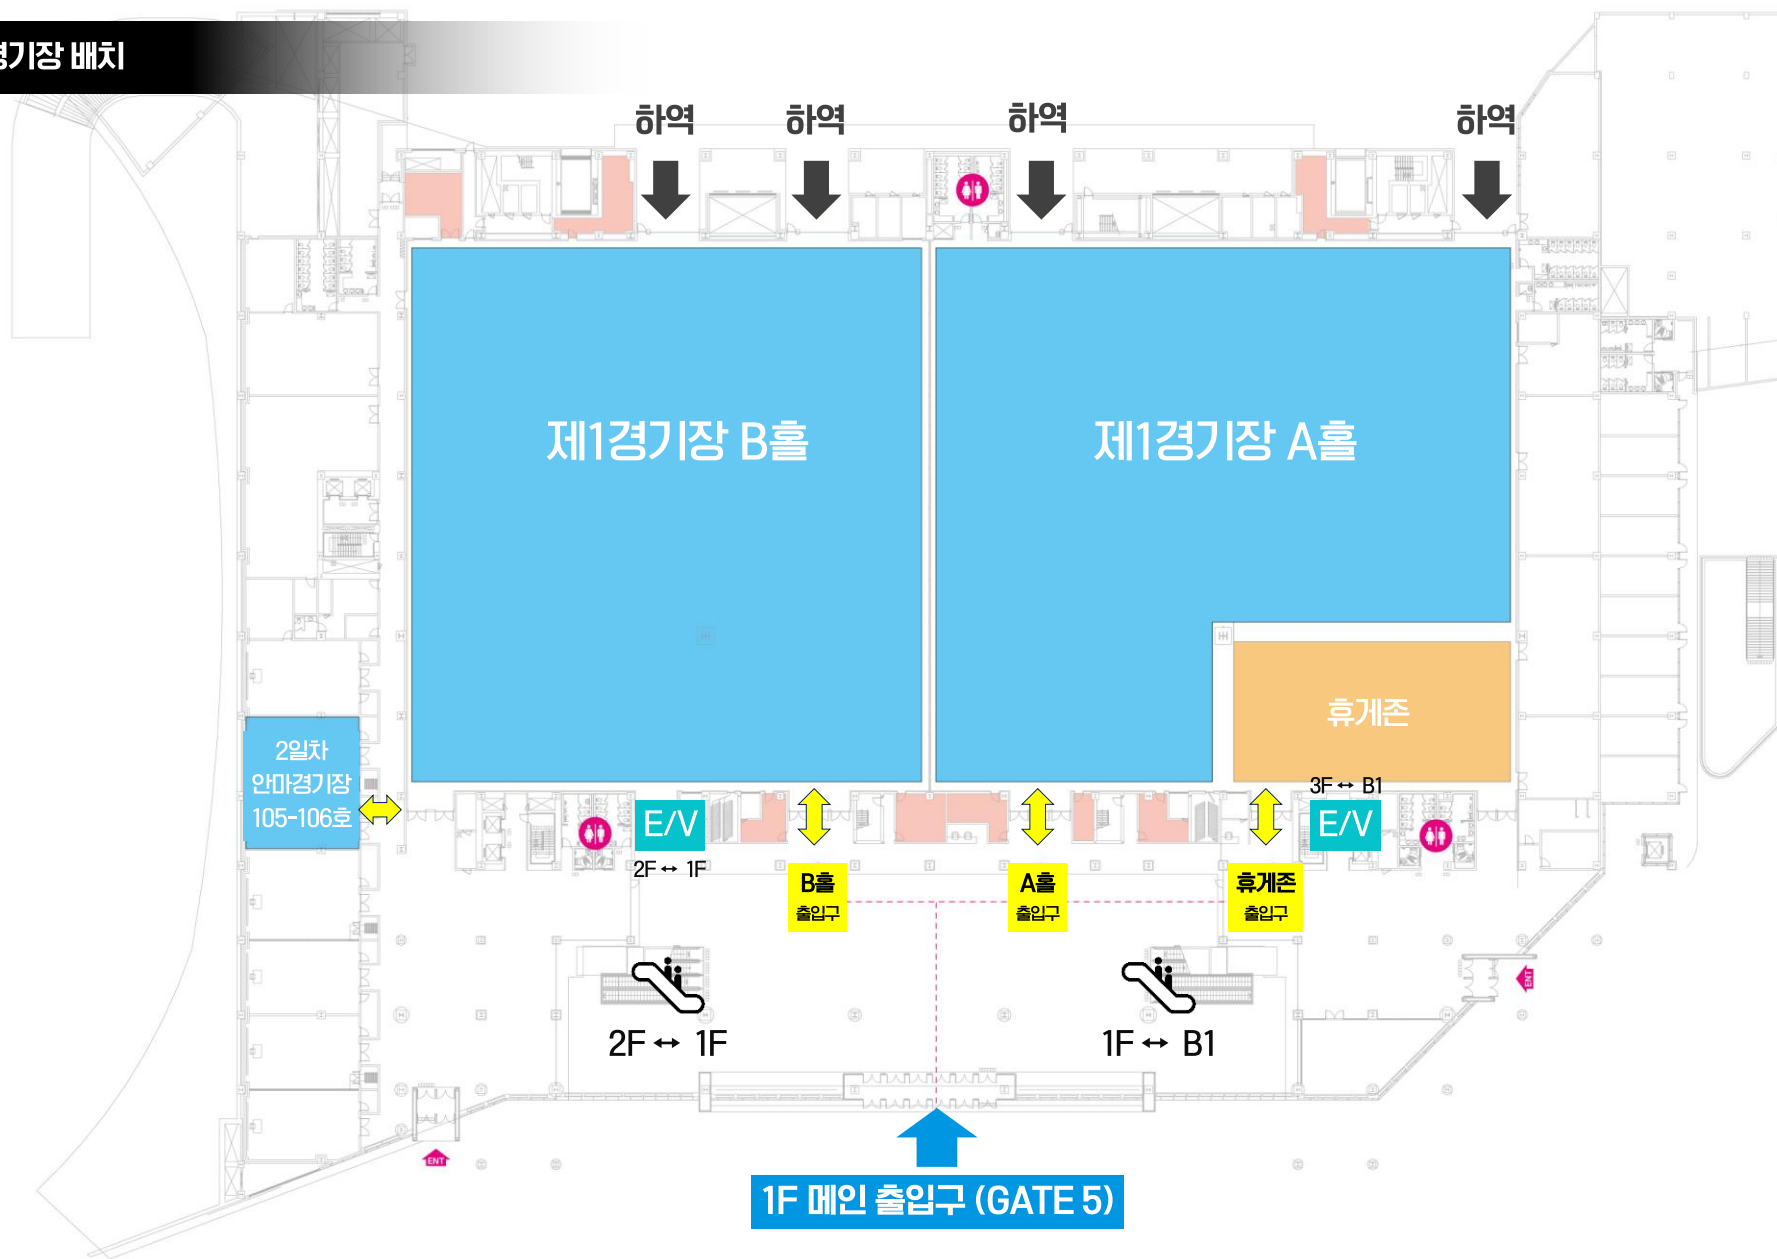 경기장 배치
하역
하역
하역
하역
제1경기장 B홀
제1경기장 A홀
휴게존
2일차
안마경기장
105-106호
3F ↔ B1
E/V
E/V
2F ↔ 1F
B홀
출입구
A홀
출입구
휴게존
출입구
2F ↔ 1F
1F ↔ B1
ENT
ENT
1F 메인 출입구 (GATE 5)